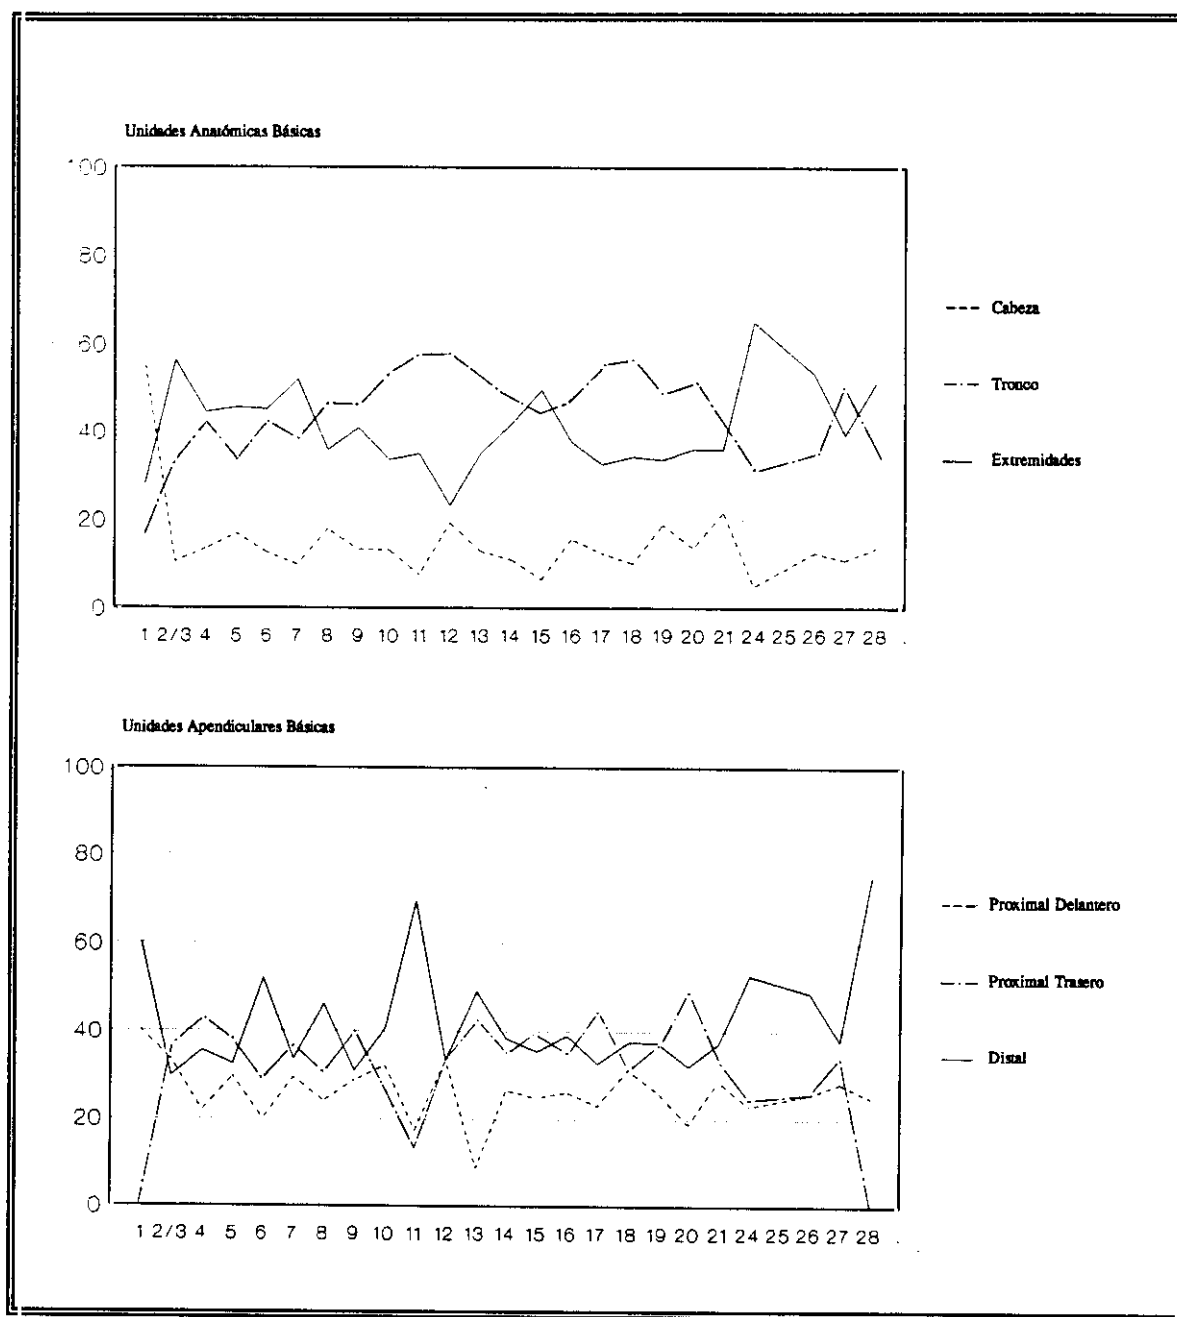 Unidades Anatómicas Básicas
100
80
60
40
20
0
1 2/3 4 5 6 7 8 9 10 11 12 13 14 15 16 17 18 19 20 21 24 25 26 27 28
Cabeza
Tronco
Extremidades
Unidades Apendiculares Básicas
100
80
60
40
20
0
1 2/3 4 5 6 7 8 9 10 11 12 13 14 15 16 17 18 19 20 21 24 25 26 27 28
Proximal Delantero
Proximal Trasero
Distal